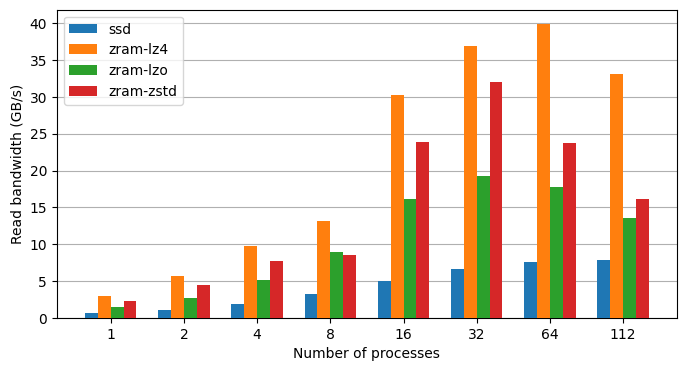 40
35
30
25
20
15
10
5
0
Read bandwidth (GB/s)
ssd
zram-lz4
zram-lzo
zram-zstd
1 2 4 8 16 32 64 112
Number of processes